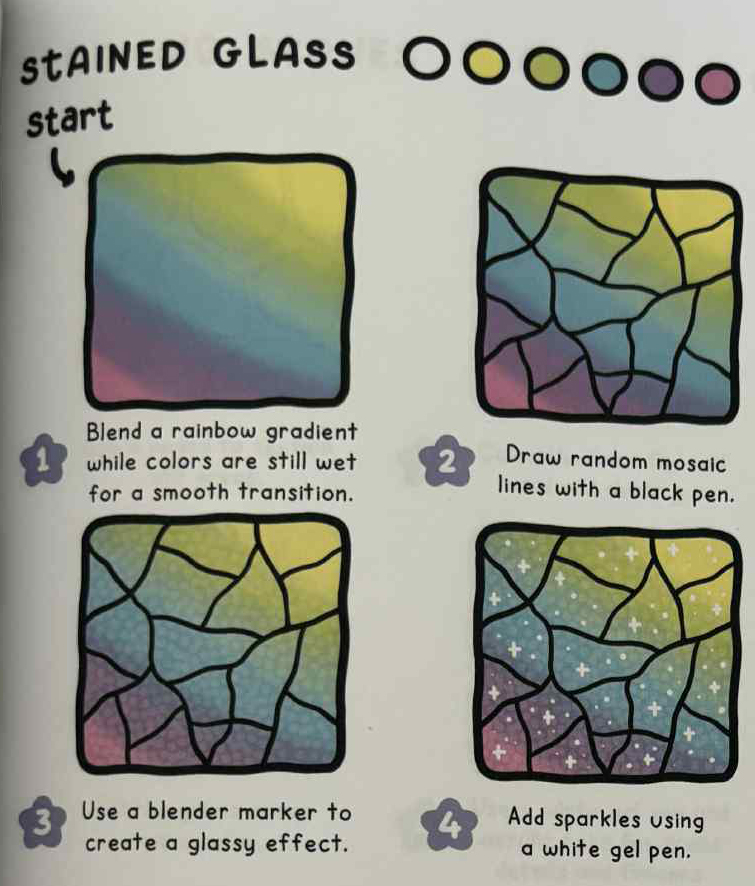 STAINED GLASS
start
1
Blend a rainbow gradient
while colors are still wet
for a smooth transition.
2
Draw random mosaic
lines with a black pen.
3
Use a blender marker to
create a glassy effect.
4
Add sparkles using
a white gel pen.